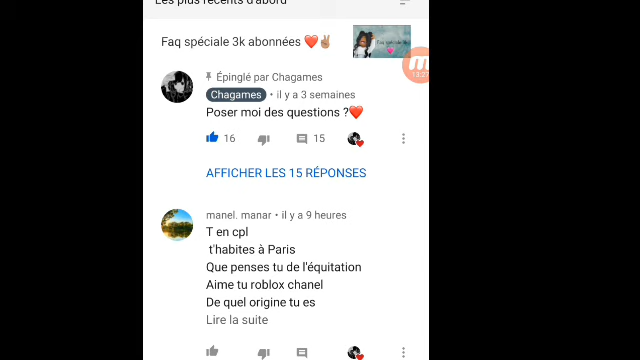 Les plus récents d'abord
Faq spéciale 3k abonnées ❤️✌🏽
Épinglé par Chagames
Chagames • il y a 3 semaines
Poser moi des questions ?❤️
16 15
AFFICHER LES 15 RÉPONSES
manel. manar • il y a 9 heures
T en cpl
t'habites à Paris
Que penses tu de l'équitation
Aime tu roblox chanel
De quel origine tu es
Lire la suite
13:27